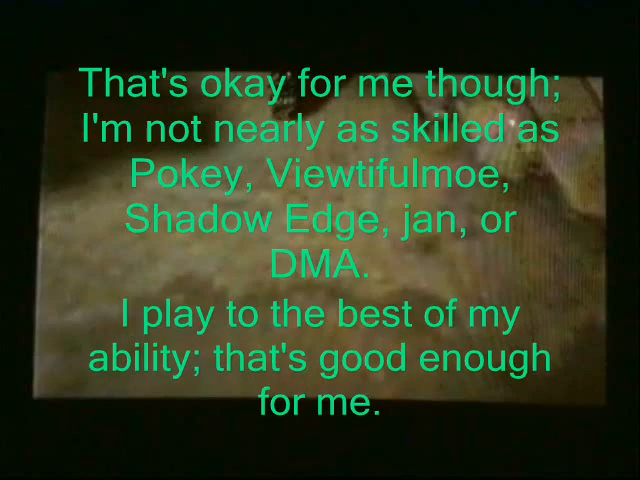 That's okay for me though;
I'm not nearly as skilled as
Pokey, Viewtifulmoe,
Shadow Edge, jan, or
DMA.
I play to the best of my
ability; that's good enough
for me.